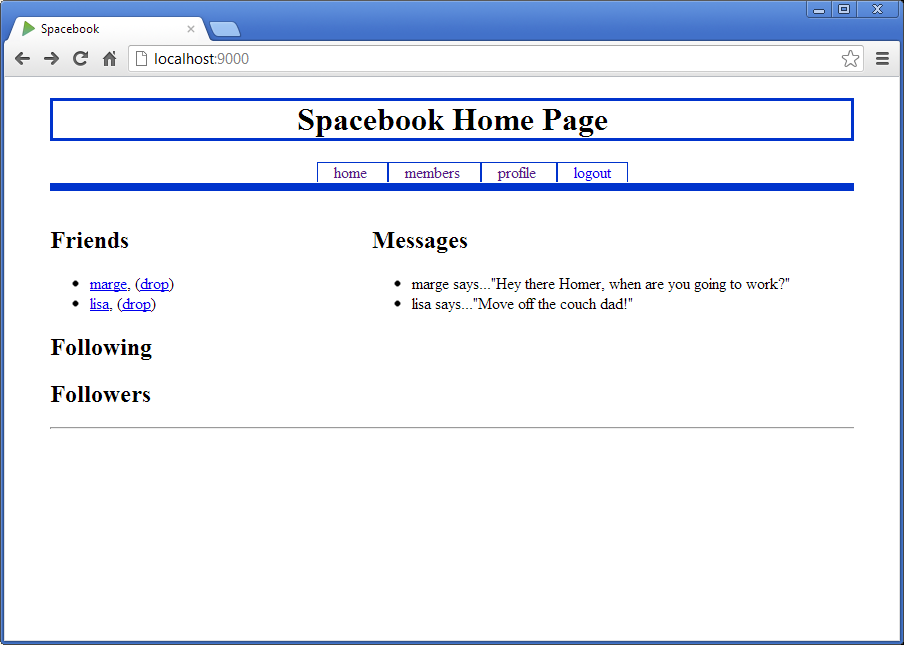 Spacebook
localhost:9000
Spacebook Home Page
home members profile logout
Friends
marge, (drop)
lisa, (drop)
Following
Followers
Messages
marge says..."Hey there Homer, when are you going to work?"
lisa says..."Move off the couch dad!"